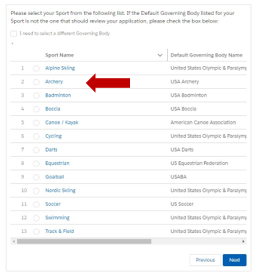 Please select your Sport from the following list. If the Default Governing Body listed for your
Sport is not the one that should review your application, please check the box below.
I need to select a different Governing Body
Sport Name Default Governing Body Name
1 Alpine Skiing United States Olympic & Paralymp
2 Archery USA Archery
3 Badminton USA Badminton
4 Boccia USA Boccia
5 Canoe / Kayak American Canoe Association
6 Cycling United States Olympic & Paralymp
7 Darts USA Darts
8 Equestrian US Equestrian Federation
9 Goalball USABA
10 Nordic Skiing United States Olympic & Paralymp
11 Soccer US Soccer
12 Swimming United States Olympic & Paralymp
13 Track & Field United States Olympic & Paralymp
Previous Next